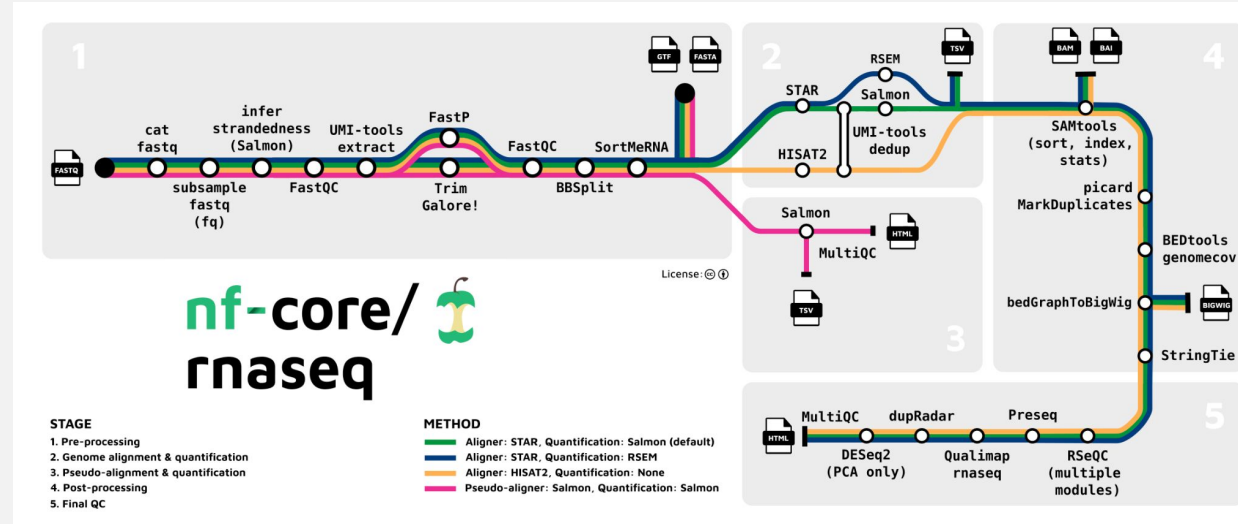 1
FASTQ
cat
fastq
subsample
fastq
(fq)
infer
strandedness
(Salmon)
FastQC
UMI-tools
extract
FastP
Trim
Galore!
FastQC
BBSplit
SortMeRNA
GTF
FASTA
2
STAR
RSEM
Salmon
HISAT2
UMI-tools
dedup
TSV
3
Salmon
MultiQC
HTML
TSV
4
BAM
BAI
SAMtools
(sort, index,
stats)
picard
MarkDuplicates
BEDtools
genomecov
bedGraphToBigWig
BIGWIG
StringTie
5
RSeQC
(multiple
modules)
Preseq
Qualimap
rnaseq
dupRadar
DESeq2
(PCA only)
MultiQC
HTML
License: cc
nf-core/
rnaseq
STAGE
1. Pre-processing
2. Genome alignment & quantification
3. Pseudo-alignment & quantification
4. Post-processing
5. Final QC
METHOD
Aligner: STAR, Quantification: Salmon (default)
Aligner: STAR, Quantification: RSEM
Aligner: HISAT2, Quantification: None
Pseudo-aligner: Salmon, Quantification: Salmon